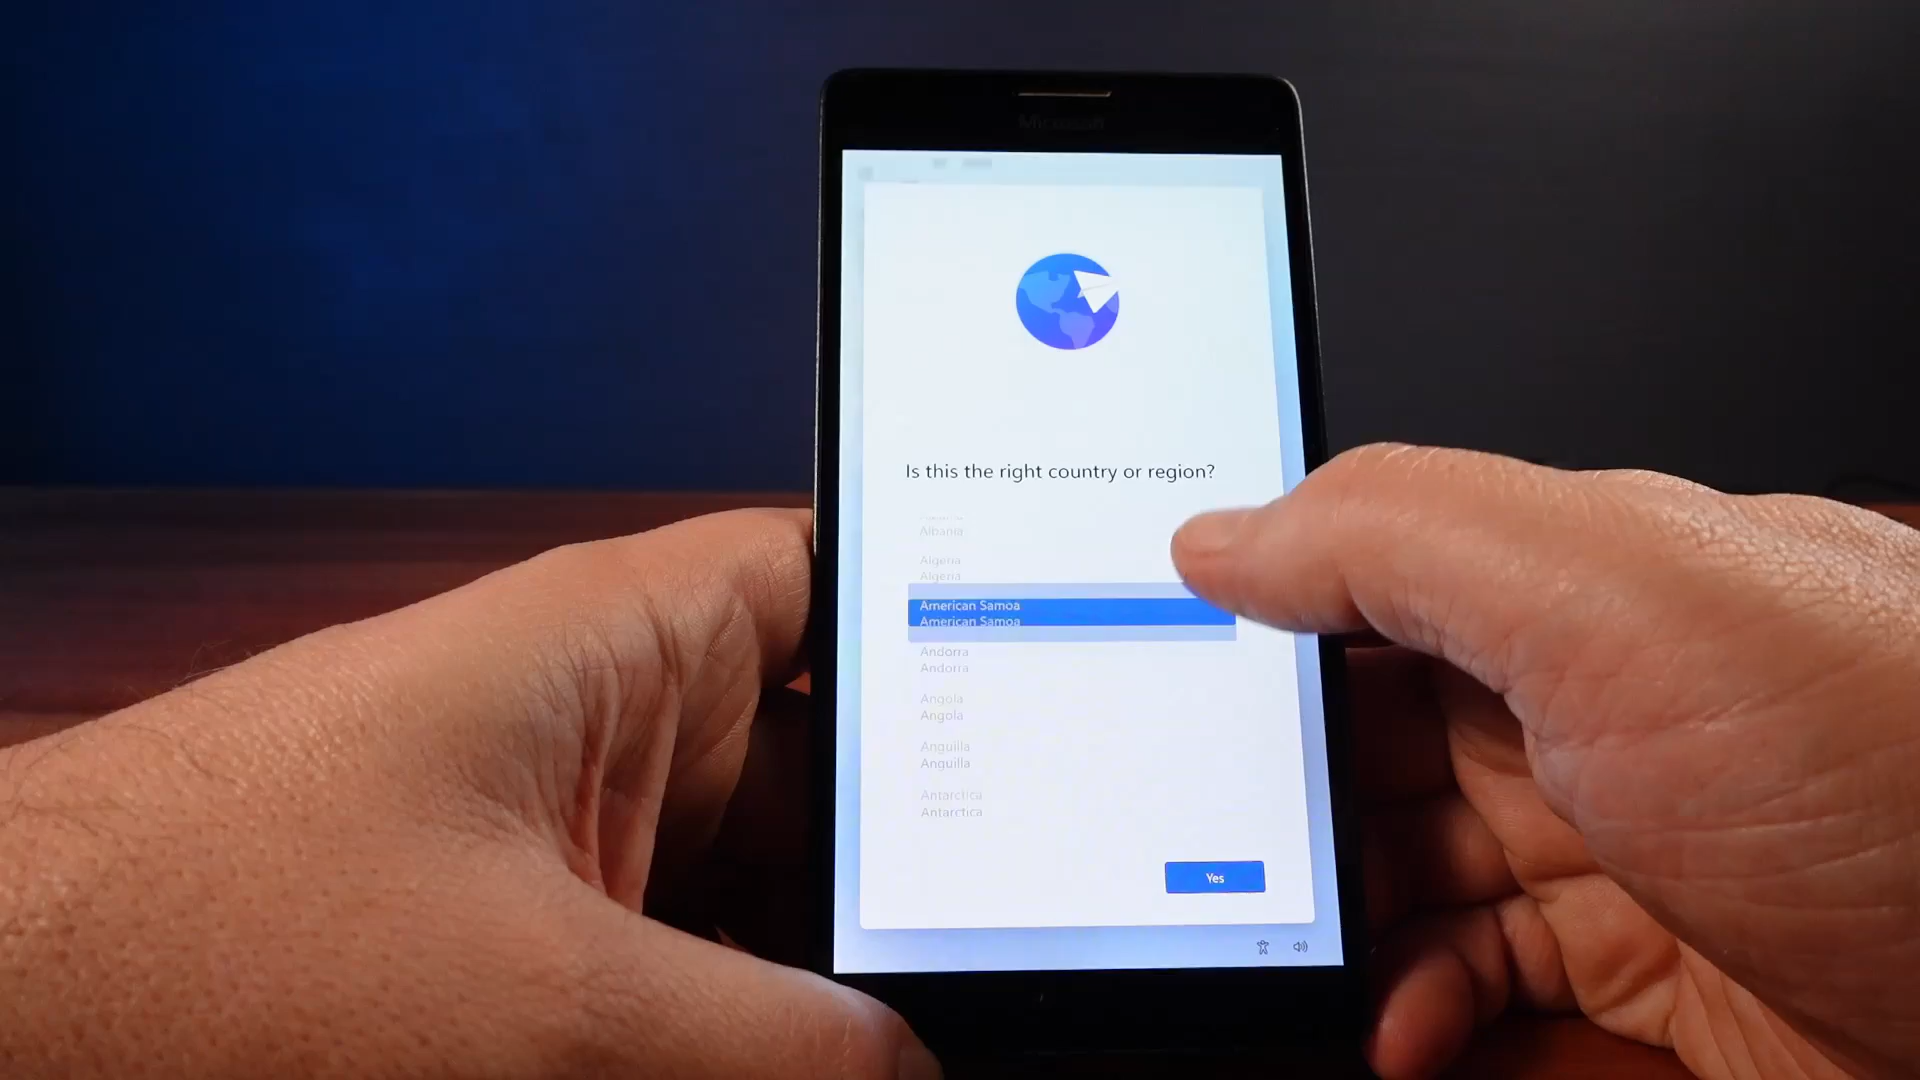 Microsoft
Is this the right country or region?
Albania
Algeria
Algeria
American Samoa
American Samoa
Andorra
Andorra
Angola
Angola
Anguilla
Anguilla
Antarctica
Antarctica
Yes